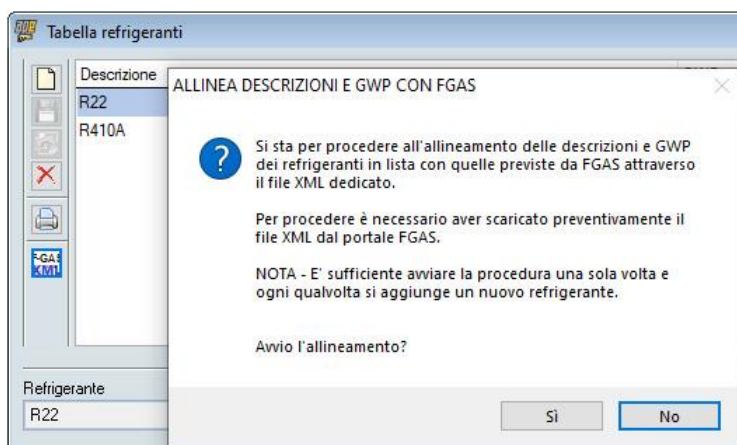 Tabella refrigeranti
Descrizione
R22
R410A
ALLINEA DESCRIZIONI E GWP CON FGAS
Si sta per procedere all'allineamento delle descrizioni e GWP
dei refrigeranti in lista con quelle previste da FGAS attraverso
il file XML dedicato.
Per procedere è necessario aver scaricato preventivamente il
file XML dal portale FGAS.
NOTA - E' sufficiente avviare la procedura una sola volta e
ogni qualvolta si aggiunge un nuovo refrigerante.
Avvio l'allineamento?
F-GAS
XML
Refrigerante
R22
Sì
No